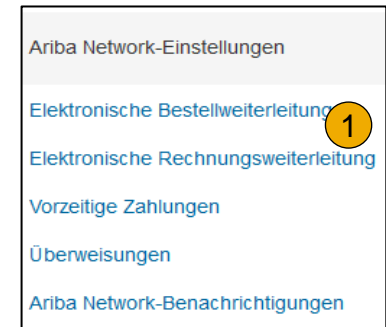 Ariba Network-Einstellungen
Elektronische Bestellweiterleitung
1
Elektronische Rechnungsweiterleitung
Vorzeitige Zahlungen
Überweisungen
Ariba Network-Benachrichtigungen